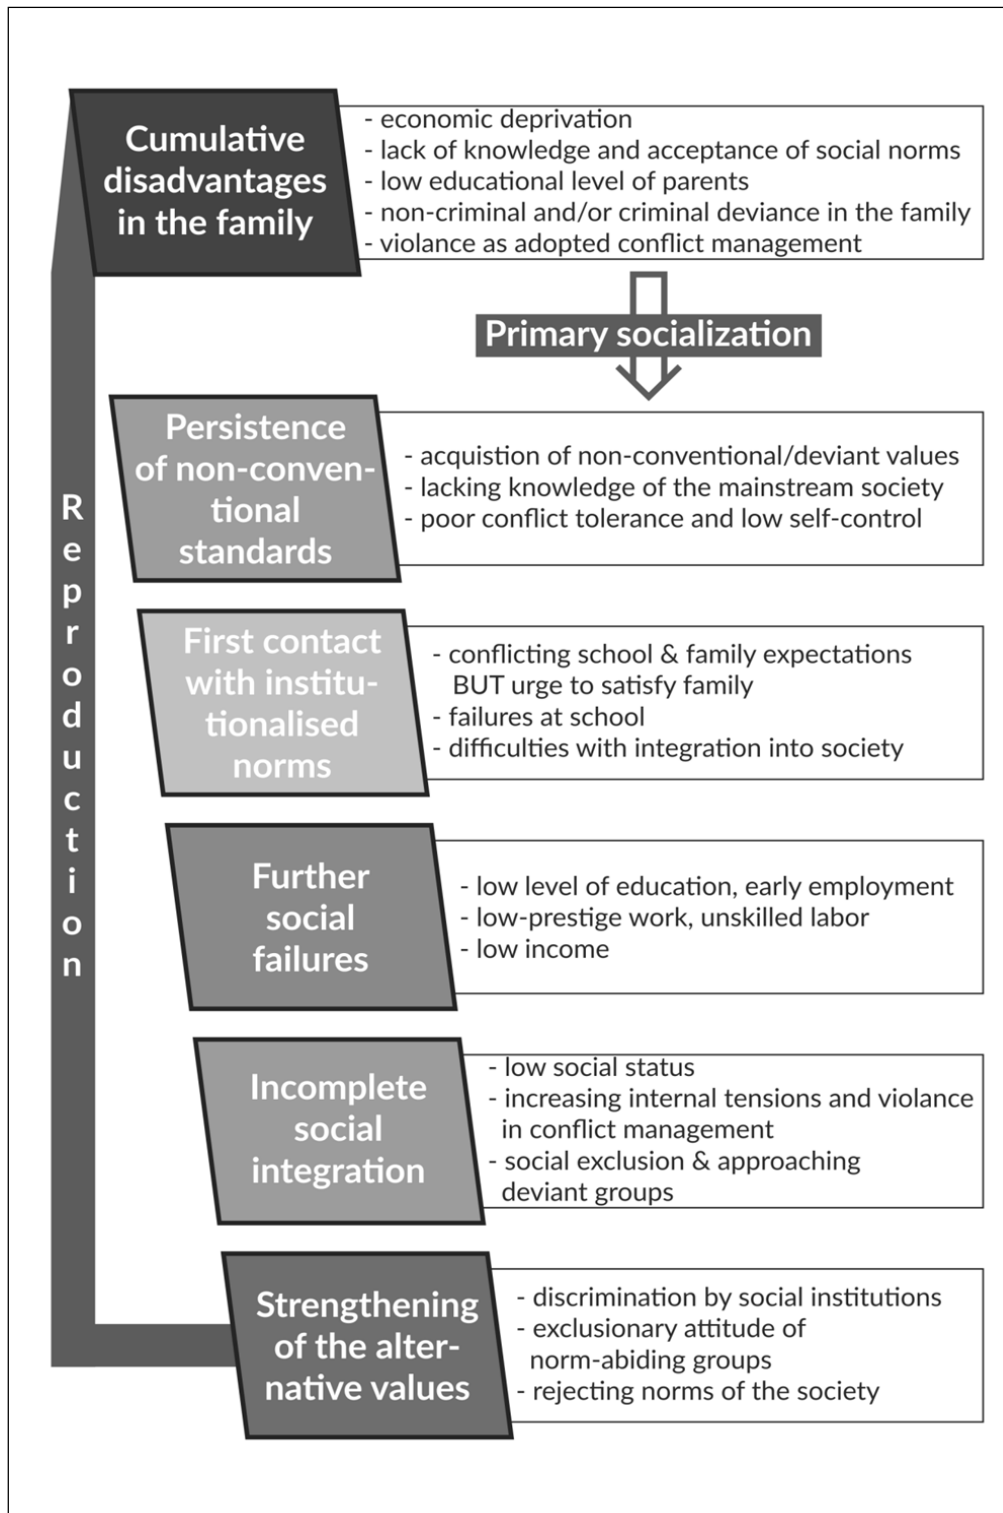 Cumulative
disadvantages
in the family
- economic deprivation
- lack of knowledge and acceptance of social norms
- low educational level of parents
- non-criminal and/or criminal deviance in the family
- violance as adopted conflict management
Primary socialization
Persistence
of non-conven-
tional
standards
- acquistion of non-conventional/deviant values
- lacking knowledge of the mainstream society
- poor conflict tolerance and low self-control
First contact
with institu-
tionalised
norms
- conflicting school & family expectations
BUT urge to satisfy family
- failures at school
- difficulties with integration into society
Further
social
failures
- low level of education, early employment
- low-prestige work, unskilled labor
- low income
Incomplete
social
integration
- low social status
- increasing internal tensions and violence
in conflict management
- social exclusion & approaching
deviant groups
Strengthening
of the alter-
native values
- discrimination by social institutions
- exclusionary attitude of
norm-abiding groups
- rejecting norms of the society
Reproduction